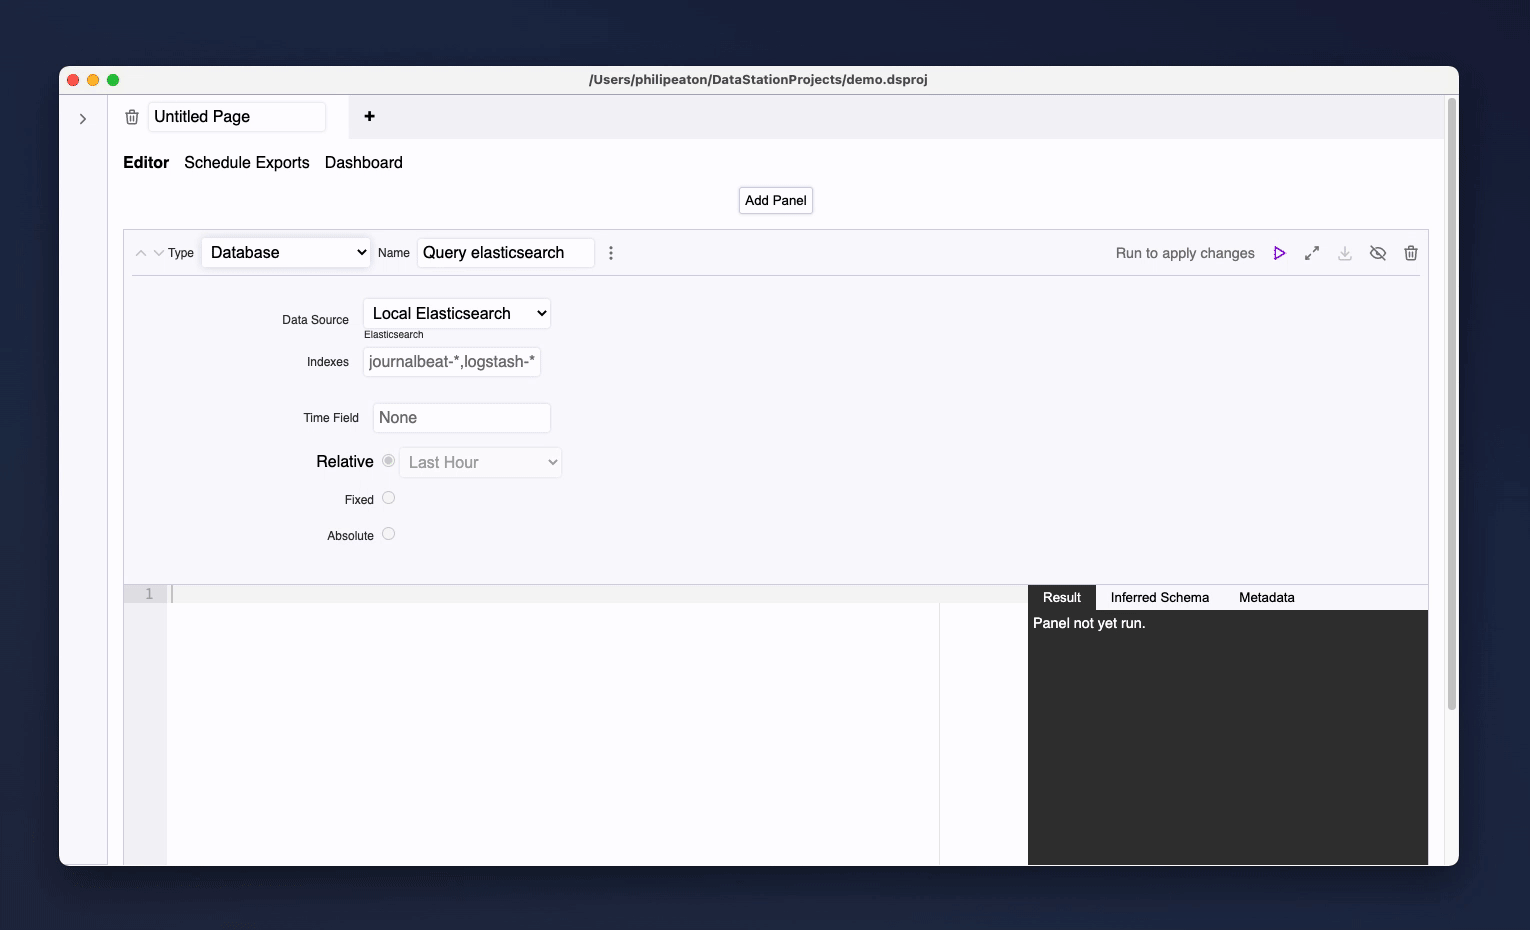 /Users/philipeaton/DataStationProjects/demo.dsproj
Untitled Page +
Editor Schedule Exports Dashboard
Add Panel
Type Database Name Query elasticsearch Run to apply changes
Data Source Local Elasticsearch
Elasticsearch
Indexes journalbeat-*,logstash-*
Time Field None
Relative Last Hour
Fixed
Absolute
1
Result Inferred Schema Metadata
Panel not yet run.